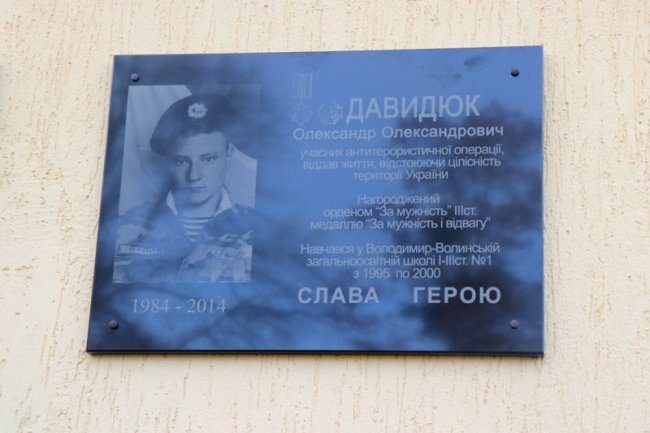 ДАВИДЮК
Олександр Олександрович
учасник антитерористичної операції,
віддав життя, відстоюючи цілісність
території України
Нагороджений
орденом “За мужність” ІІІст.
медаллю “За мужність і відвагу”
Навчався у Володимир-Волинській
загальноосвітній школі І-ІІІст. №1
з 1995 по 2000
СЛАВА ГЕРОЮ
1984 - 2014